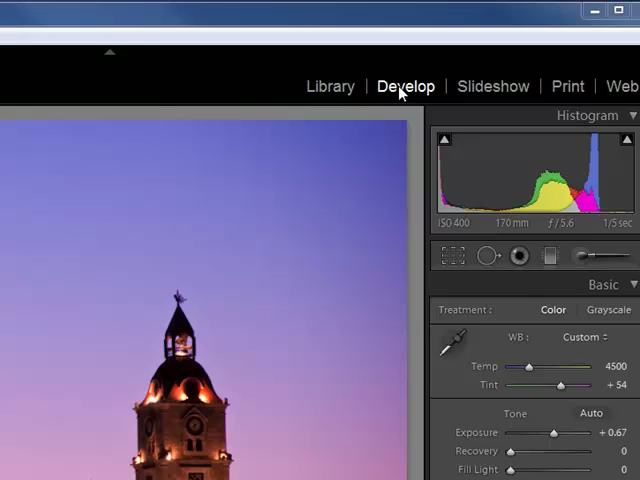 Library | Develop | Slideshow | Print | Web
Histogram
ISO 400 170 mm ƒ / 5.6 1/5 sec
Basic
Treatment : Color Grayscale
WB : Custom
Temp 4500
Tint + 54
Tone Auto
Exposure + 0.67
Recovery 0
Fill Light 0